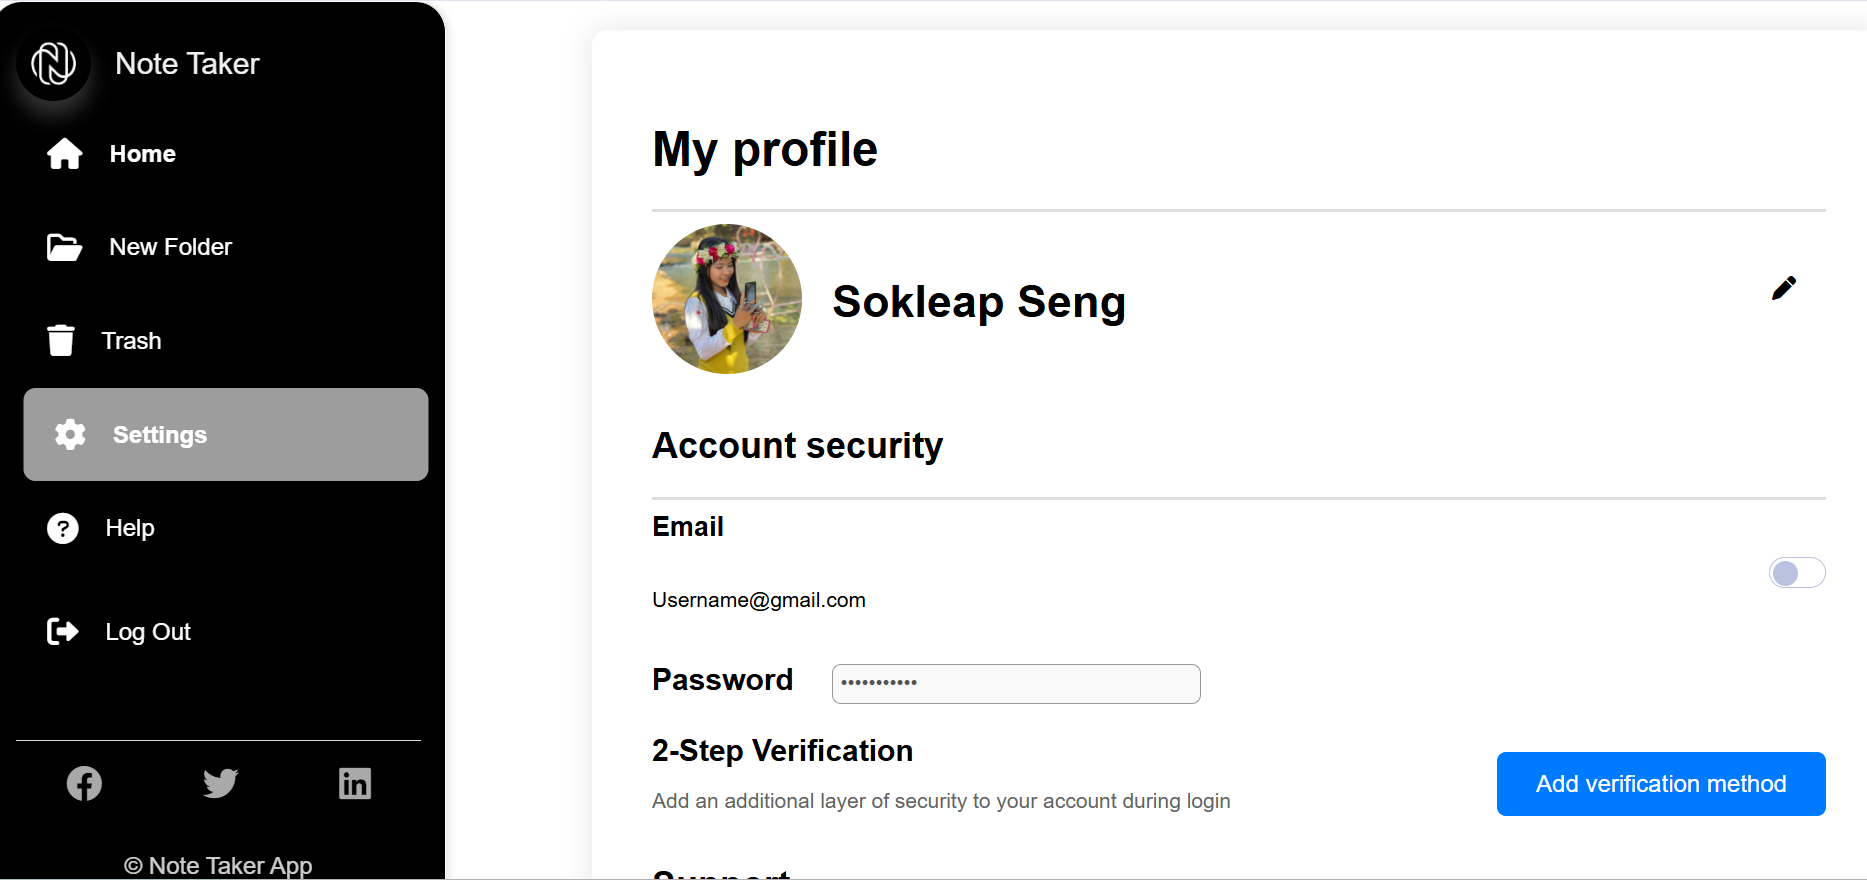 Note Taker
Home
New Folder
Trash
Settings
Help
Log Out
© Note Taker App
My profile
Sokleap Seng
Account security
Email
Username@gmail.com
Password
•••••••••••
2-Step Verification
Add an additional layer of security to your account during login
Add verification method
Support